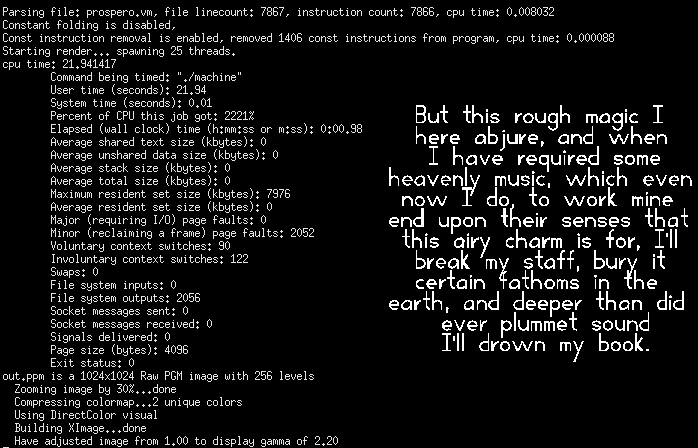 Parsing file: prospero.vm, file linecount: 7867, instruction count: 7866, cpu time: 0.008032
Constant folding is disabled,
Const instruction removal is enabled, removed 1406 const instructions from program, cpu time: 0.000088
Starting render... spawning 25 threads.
cpu time: 21.941417
Command being timed: "./machine"
User time (seconds): 21.94
System time (seconds): 0.01
Percent of CPU this job got: 2221%
Elapsed (wall clock) time (h:mm:ss or m:ss): 0:00.98
Average shared text size (kbytes): 0
Average unshared data size (kbytes): 0
Average stack size (kbytes): 0
Average total size (kbytes): 0
Maximum resident set size (kbytes): 7976
Average resident set size (kbytes): 0
Major (requiring I/O) page faults: 0
Minor (reclaiming a frame) page faults: 2052
Voluntary context switches: 90
Involuntary context switches: 122
Swaps: 0
File system inputs: 0
File system outputs: 2056
Socket messages sent: 0
Socket messages received: 0
Signals delivered: 0
Page size (bytes): 4096
Exit status: 0
out.ppm is a 1024x1024 Raw PGM image with 256 levels
Zooming image by 30%...done
Compressing colormap...2 unique colors
Using DirectColor visual
Building XImage...done
Have adjusted image from 1.00 to display gamma of 2.20
But this rough magic I
here abjure, and when
I have required some
heavenly music, which even
now I do, to work mine
end upon their senses that
this airy charm is for, I'll
break my staff, bury it
certain fathoms in the
earth, and deeper than did
ever plummet sound
I'll drown my book.